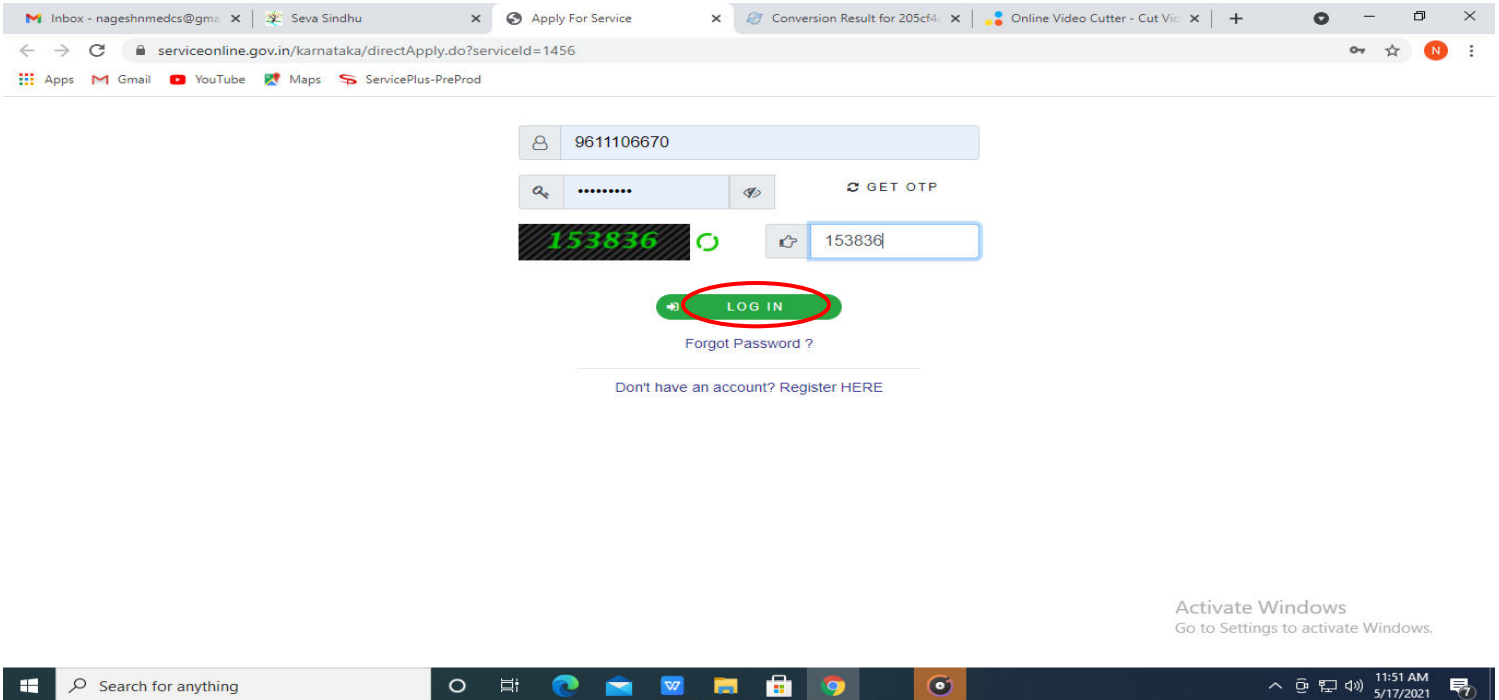 Inbox - nageshnmedcs@gma
Seva Sindhu
Apply For Service
Conversion Result for 205cf4c
Online Video Cutter - Cut Vid
serviceonline.gov.in/karnataka/directApply.do?serviceId=1456
N
Apps
Gmail
YouTube
Maps
ServicePlus-PreProd
9611106670
•••••••••
GET OTP
153836
153836
LOG IN
Forgot Password ?
Don't have an account? Register HERE
Activate Windows
Go to Settings to activate Windows.
Search for anything
11:51 AM
5/17/2021
7